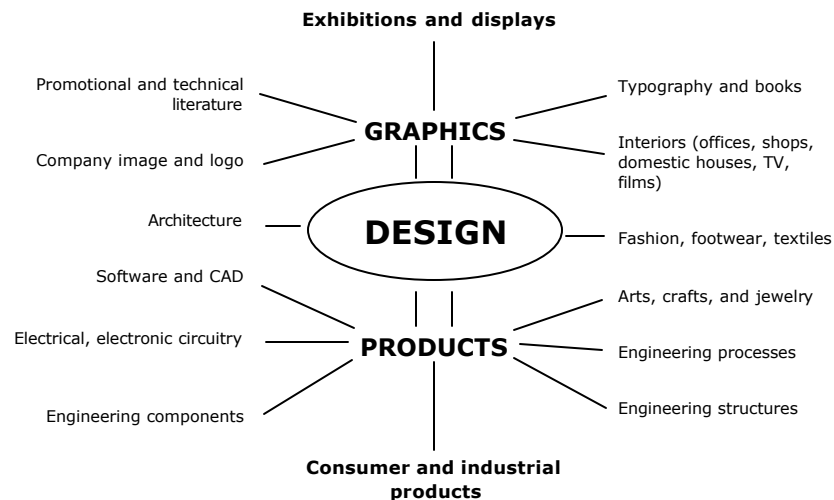 Exhibitions and displays
Promotional and technical
literature
Typography and books
GRAPHICS
Company image and logo
Interiors (offices, shops,
domestic houses, TV,
films)
Architecture
DESIGN
Fashion, footwear, textiles
Software and CAD
Arts, crafts, and jewelry
Electrical, electronic circuitry
PRODUCTS
Engineering processes
Engineering components
Engineering structures
Consumer and industrial
products